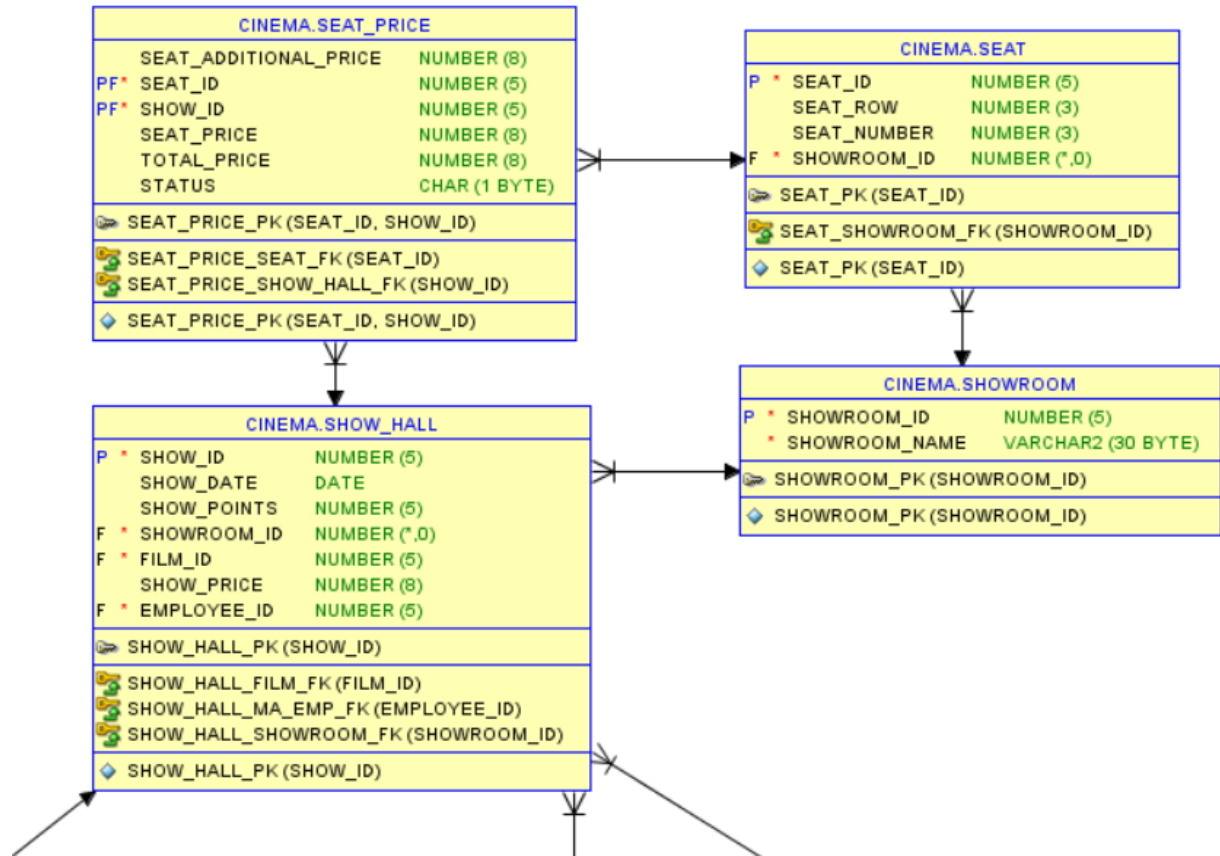 CINEMA.SEAT_PRICE
SEAT_ADDITIONAL_PRICE NUMBER (8)
PF* SEAT_ID NUMBER (5)
PF* SHOW_ID NUMBER (5)
SEAT_PRICE NUMBER (8)
TOTAL_PRICE NUMBER (8)
STATUS CHAR (1 BYTE)
SEAT_PRICE_PK (SEAT_ID, SHOW_ID)
SEAT_PRICE_SEAT_FK (SEAT_ID)
SEAT_PRICE_SHOW_HALL_FK (SHOW_ID)
SEAT_PRICE_PK (SEAT_ID, SHOW_ID)
CINEMA.SEAT
P * SEAT_ID NUMBER (5)
SEAT_ROW NUMBER (3)
SEAT_NUMBER NUMBER (3)
F * SHOWROOM_ID NUMBER (*,0)
SEAT_PK (SEAT_ID)
SEAT_SHOWROOM_FK (SHOWROOM_ID)
SEAT_PK (SEAT_ID)
CINEMA.SHOW_HALL
P * SHOW_ID NUMBER (5)
SHOW_DATE DATE
SHOW_POINTS NUMBER (5)
F * SHOWROOM_ID NUMBER (*,0)
F * FILM_ID NUMBER (5)
SHOW_PRICE NUMBER (8)
F * EMPLOYEE_ID NUMBER (5)
SHOW_HALL_PK (SHOW_ID)
SHOW_HALL_FILM_FK (FILM_ID)
SHOW_HALL_MA_EMP_FK (EMPLOYEE_ID)
SHOW_HALL_SHOWROOM_FK (SHOWROOM_ID)
SHOW_HALL_PK (SHOW_ID)
CINEMA.SHOWROOM
P * SHOWROOM_ID NUMBER (5)
* SHOWROOM_NAME VARCHAR2 (30 BYTE)
SHOWROOM_PK (SHOWROOM_ID)
SHOWROOM_PK (SHOWROOM_ID)